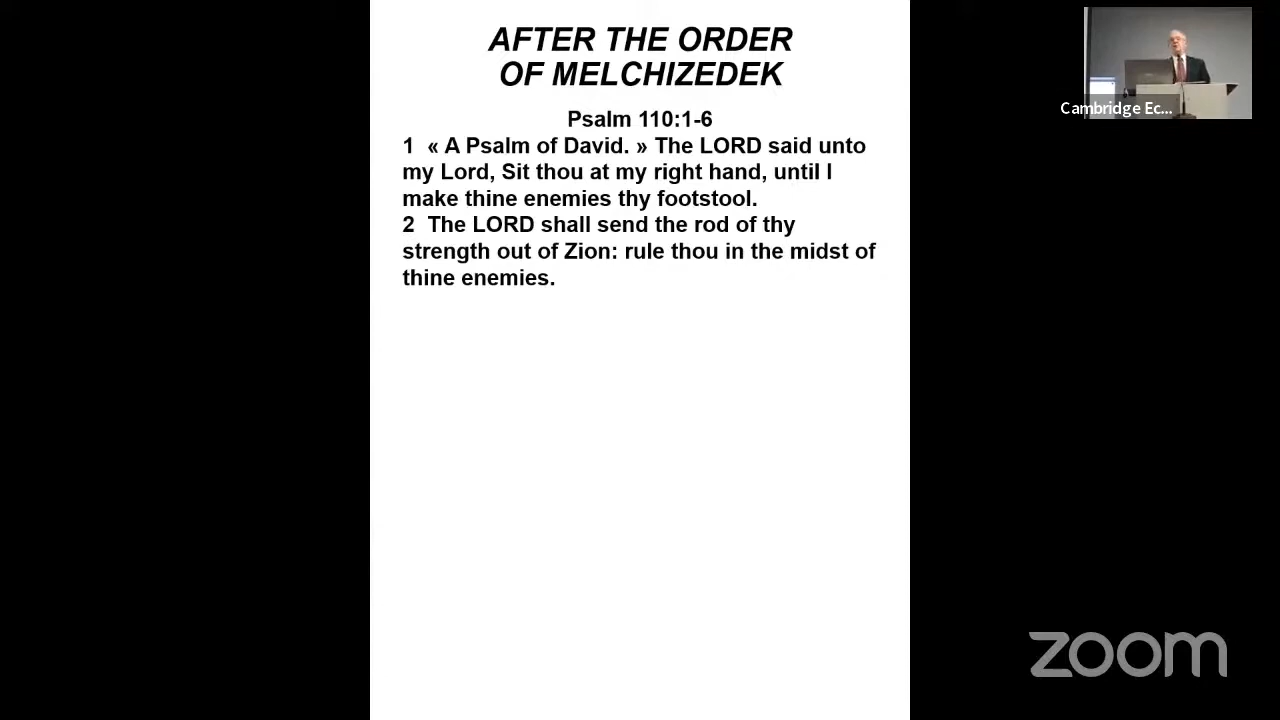 AFTER THE ORDER
OF MELCHIZEDEK
Psalm 110:1-6
1 « A Psalm of David. » The LORD said unto
my Lord, Sit thou at my right hand, until I
make thine enemies thy footstool.
2 The LORD shall send the rod of thy
strength out of Zion: rule thou in the midst of
thine enemies.
Cambridge Ec...
zoom